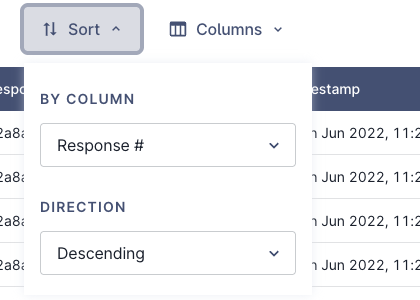 Sort Columns
BY COLUMN
Response #
DIRECTION
Descending
Jun 2022, 11:2
Jun 2022, 11:2
Jun 2022, 11:2
Jun 2022, 11:2